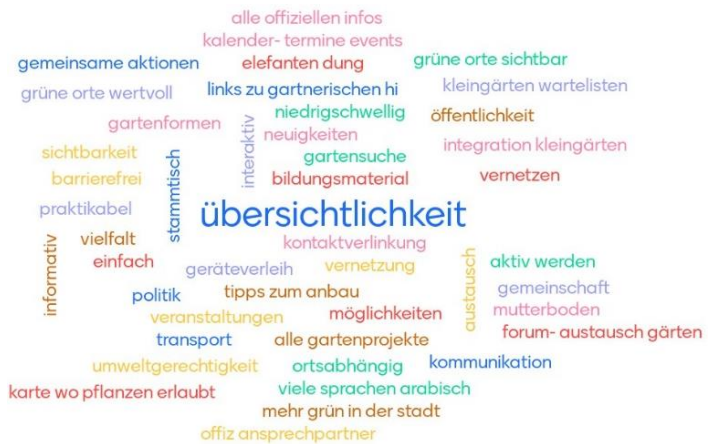 alle offiziellen infos
kalender- termine events
gemeinsame aktionen
elefanten dung
grüne orte sichtbar
grüne orte wertvoll
links zu gartnerischen hi
kleingärten wartelisten
niedrigschwellig
öffentlichkeit
gartenformen
interaktiv
neuigkeiten
integration kleingärten
sichtbarkeit
stammtisch
gartensuche
barrierefrei
bildungsmaterial
vernetzen
praktikabel
übersichtlichkeit
informativ
vielfalt
kontaktverlinkung
einfach
geräteverleih
vernetzung
austausch
aktiv werden
politik
tipps zum anbau
gemeinschaft
veranstaltungen
möglichkeiten
mutterboden
transport
alle gartenprojekte
forum- austausch gärten
umweltgerechtigkeit
ortsabhängig
kommunikation
karte wo pflanzen erlaubt
viele sprachen arabisch
mehr grün in der stadt
offiz ansprechpartner